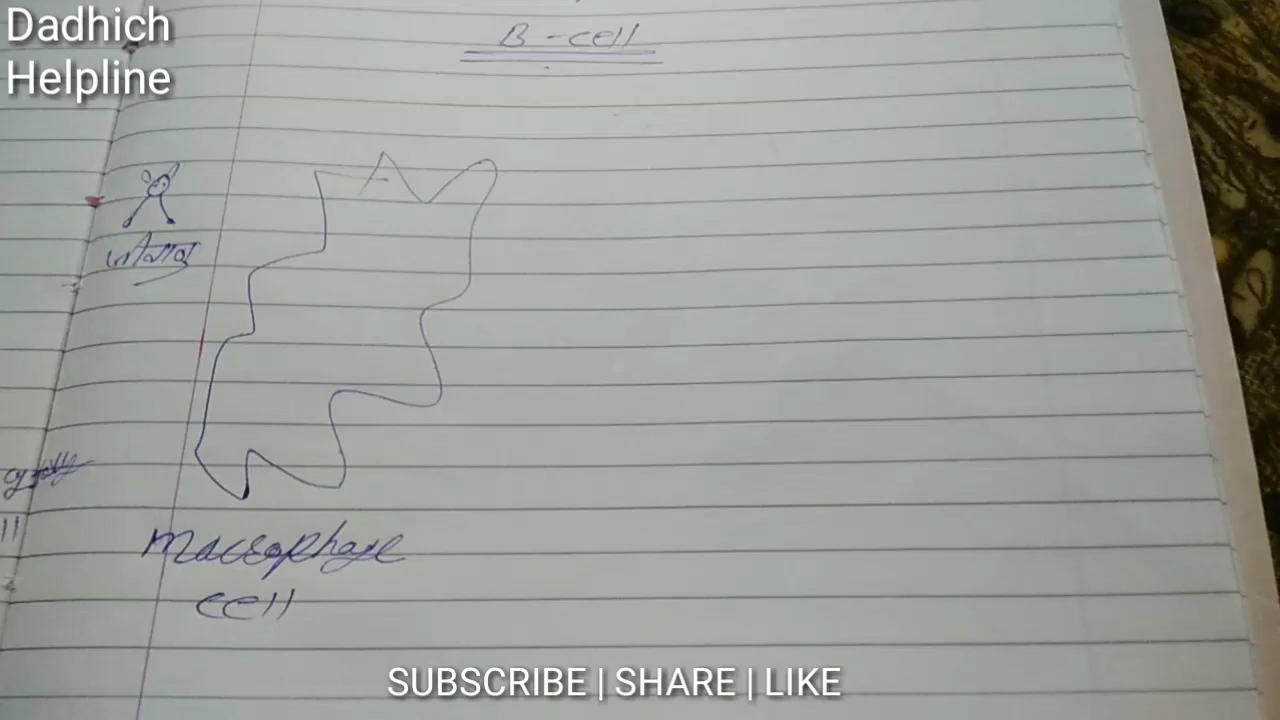 Dadhich
Helpline
B-cell
macrophage
cell
SUBSCRIBE | SHARE | LIKE